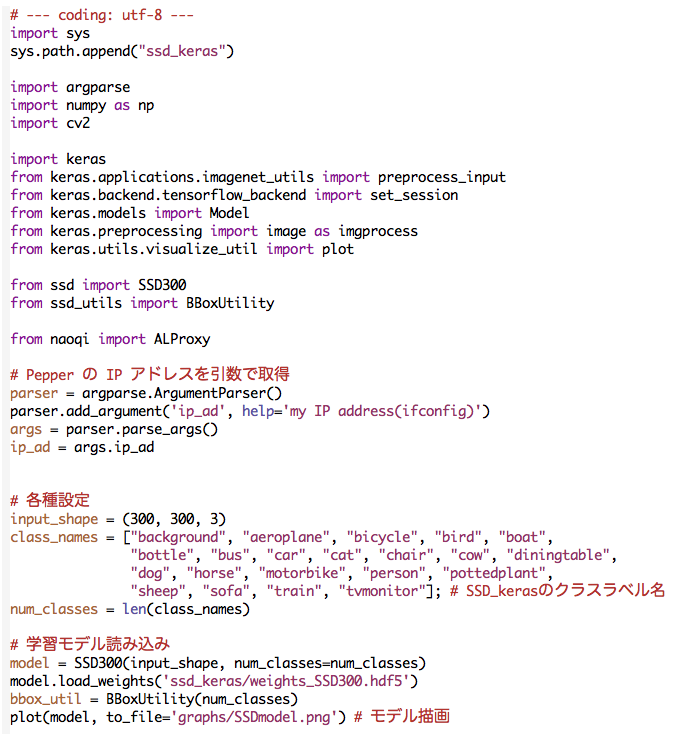 # --- coding: utf-8 ---
import sys
sys.path.append("ssd_keras")
import argparse
import numpy as np
import cv2
import keras
from keras.applications.imagenet_utils import preprocess_input
from keras.backend.tensorflow_backend import set_session
from keras.models import Model
from keras.preprocessing import image as imgprocess
from keras.utils.visualize_util import plot
from ssd import SSD300
from ssd_utils import BBoxUtility
from naoqi import ALProxy
# Pepper の IP アドレスを引数で取得
parser = argparse.ArgumentParser()
parser.add_argument('ip_ad', help='my IP address(ifconfig)')
args = parser.parse_args()
ip_ad = args.ip_ad
# 各種設定
input_shape = (300, 300, 3)
class_names = ["background", "aeroplane", "bicycle", "bird", "boat",
"bottle", "bus", "car", "cat", "chair", "cow", "diningtable",
"dog", "horse", "motorbike", "person", "pottedplant",
"sheep", "sofa", "train", "tvmonitor"]; # SSD_kerasのクラスラベル名
num_classes = len(class_names)
# 学習モデル読み込み
model = SSD300(input_shape, num_classes=num_classes)
model.load_weights('ssd_keras/weights_SSD300.hdf5')
bbox_util = BBoxUtility(num_classes)
plot(model, to_file='graphs/SSDmodel.png') # モデル描画